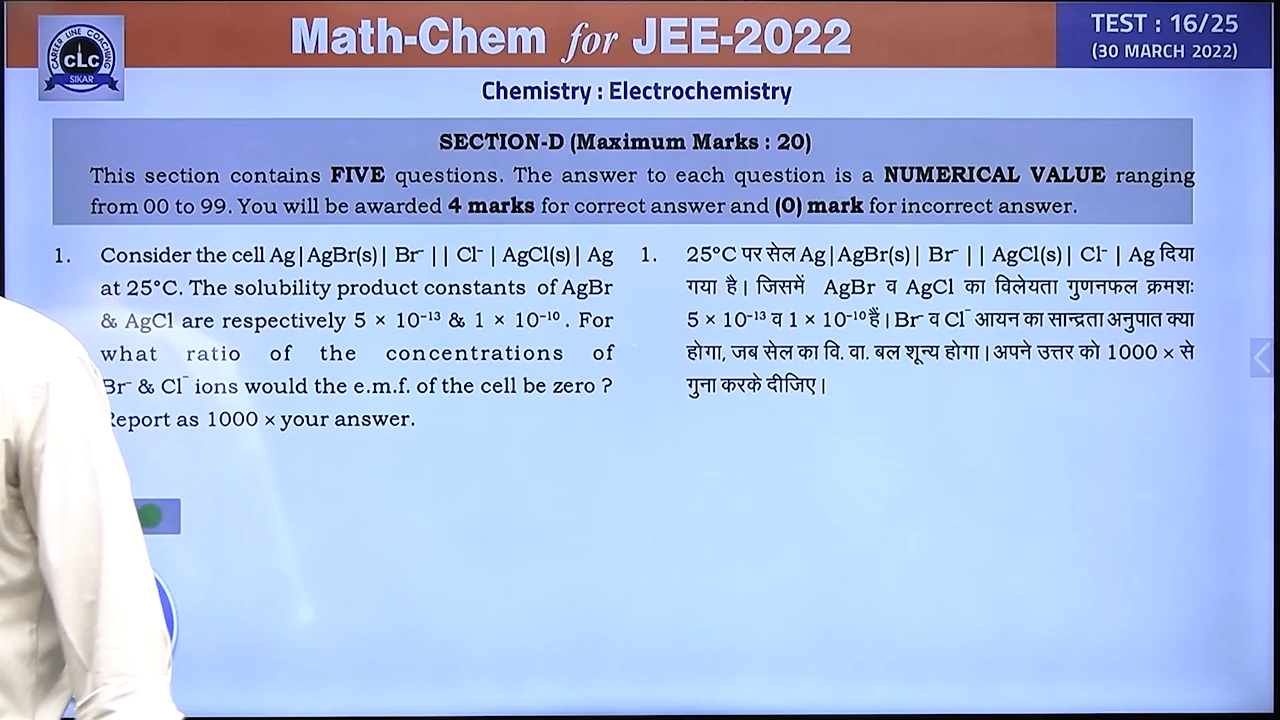 Math-Chem for JEE-2022
TEST : 16/25
(30 MARCH 2022)
CAREER LINE COACHING
CLC
SIKAR
Chemistry : Electrochemistry
SECTION-D (Maximum Marks : 20)
This section contains FIVE questions. The answer to each question is a NUMERICAL VALUE ranging
from 00 to 99. You will be awarded 4 marks for correct answer and (0) mark for incorrect answer.
1. Consider the cell Ag|AgBr(s)| Br⁻ || Cl⁻ | AgCl(s)| Ag
at 25°C. The solubility product constants of AgBr
& AgCl are respectively 5 × 10⁻¹³ & 1 × 10⁻¹⁰. For
what ratio of the concentrations of
Br⁻ & Cl⁻ ions would the e.m.f. of the cell be zero ?
Report as 1000 × your answer.
1. 25°C पर सेल Ag|AgBr(s)| Br⁻ || AgCl(s)| Cl⁻ | Ag दिया
गया है। जिसमें AgBr व AgCl का विलेयता गुणनफल क्रमशः
5 × 10⁻¹³ व 1 × 10⁻¹⁰ हैं। Br⁻ व Cl⁻ आयन का सान्द्रता अनुपात क्या
होगा, जब सेल का वि. वा. बल शून्य होगा। अपने उत्तर को 1000 × से
गुना करके दीजिए।